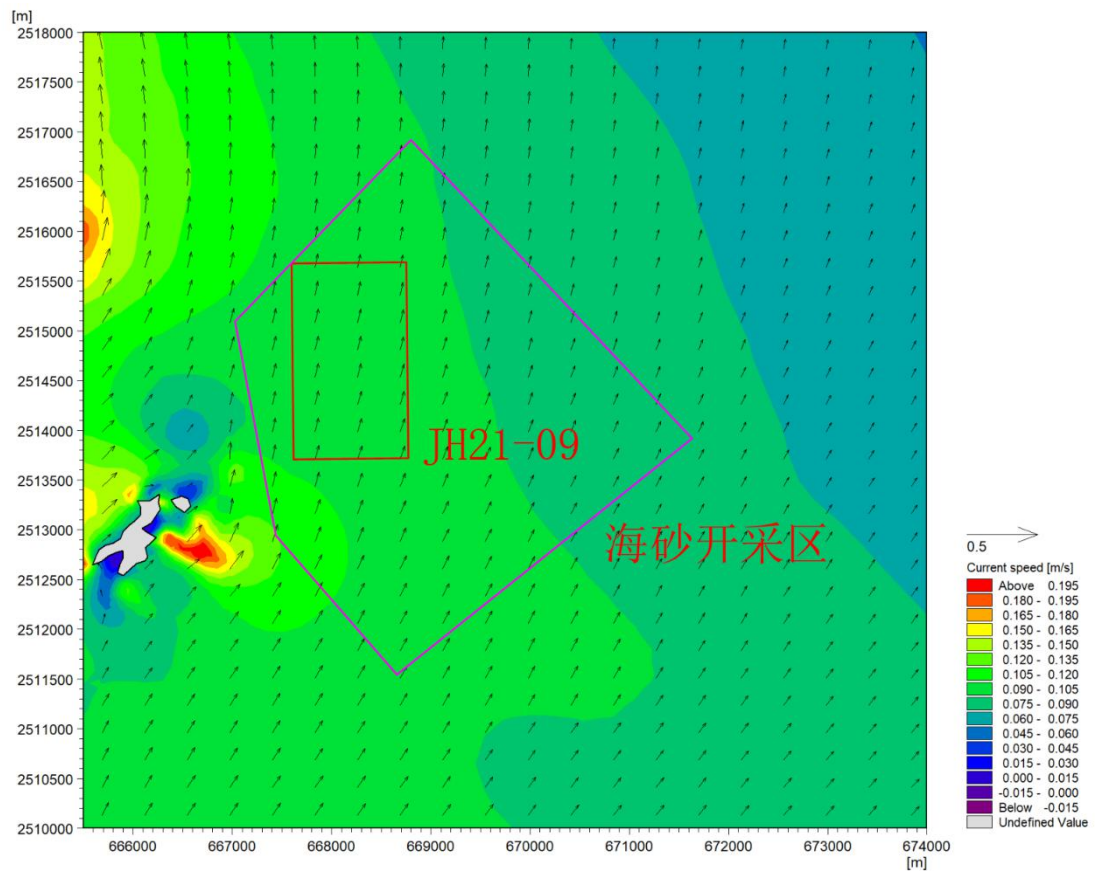 [m]
2518000
2517500
2517000
2516500
2516000
2515500
2515000
2514500
2514000
2513500
2513000
2512500
2512000
2511500
2511000
2510500
2510000
JH21-09
海砂开采区
666000 667000 668000 669000 670000 671000 672000 673000 674000
[m]
0.5
Current speed [m/s]
Above 0.195
0.180 - 0.195
0.165 - 0.180
0.150 - 0.165
0.135 - 0.150
0.120 - 0.135
0.105 - 0.120
0.090 - 0.105
0.075 - 0.090
0.060 - 0.075
0.045 - 0.060
0.030 - 0.045
0.015 - 0.030
0.000 - 0.015
-0.015 - 0.000
Below -0.015
Undefined Value